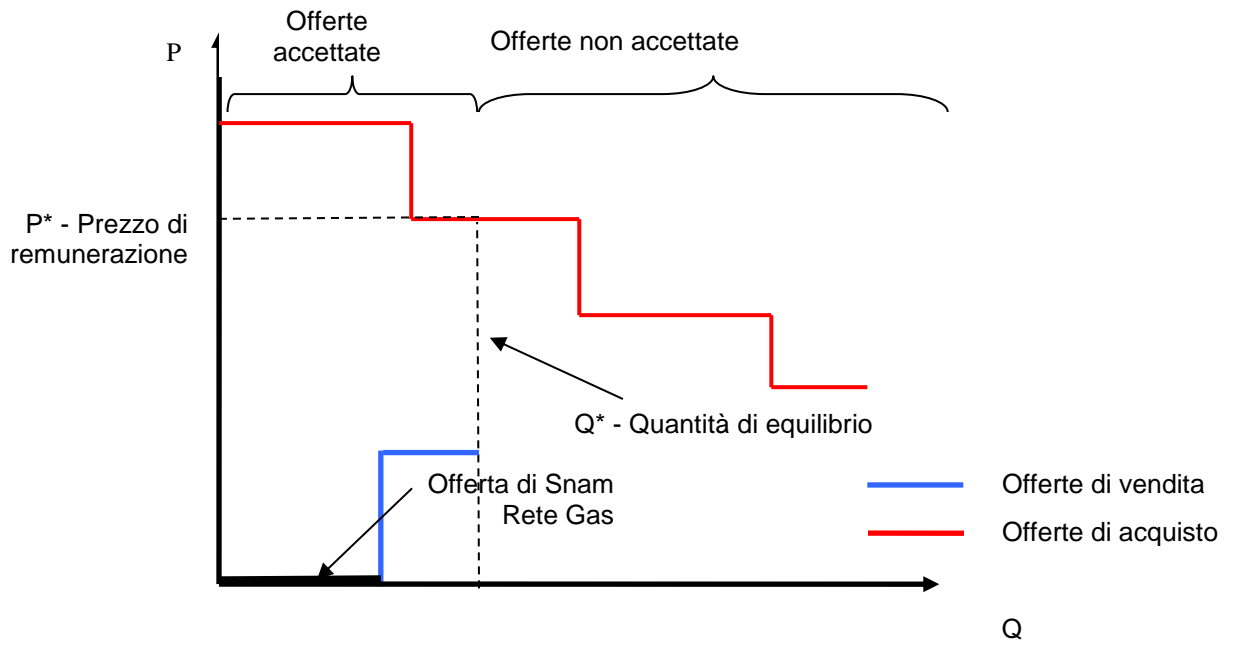 Offerte
accettate
Offerte non accettate
P
P* - Prezzo di
remunerazione
Q* - Quantità di equilibrio
Offerta di Snam
Rete Gas
Offerte di vendita
Offerte di acquisto
Q